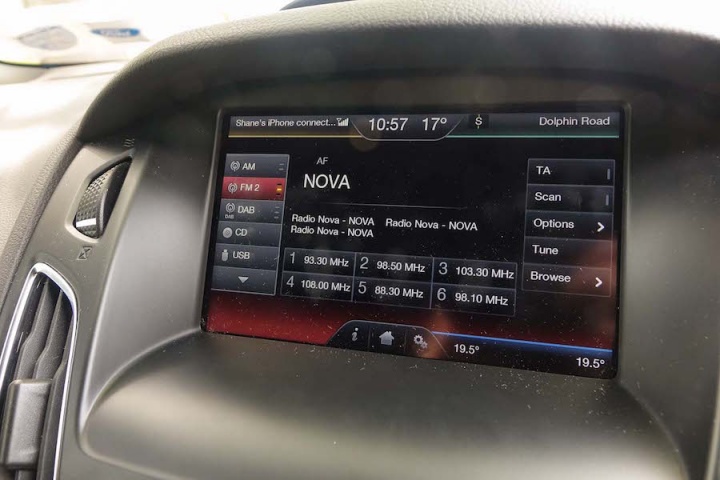 Shane's iPhone connect... 10:57 17° Dolphin Road
AM
FM 2
DAB
DAB
CD
USB
AF
NOVA
Radio Nova - NOVA Radio Nova - NOVA
Radio Nova - NOVA
1 93.30 MHz 2 98.50 MHz 3 103.30 MHz
4 108.00 MHz 5 88.30 MHz 6 98.10 MHz
TA
Scan
Options
Tune
Browse
i
19.5° 19.5°